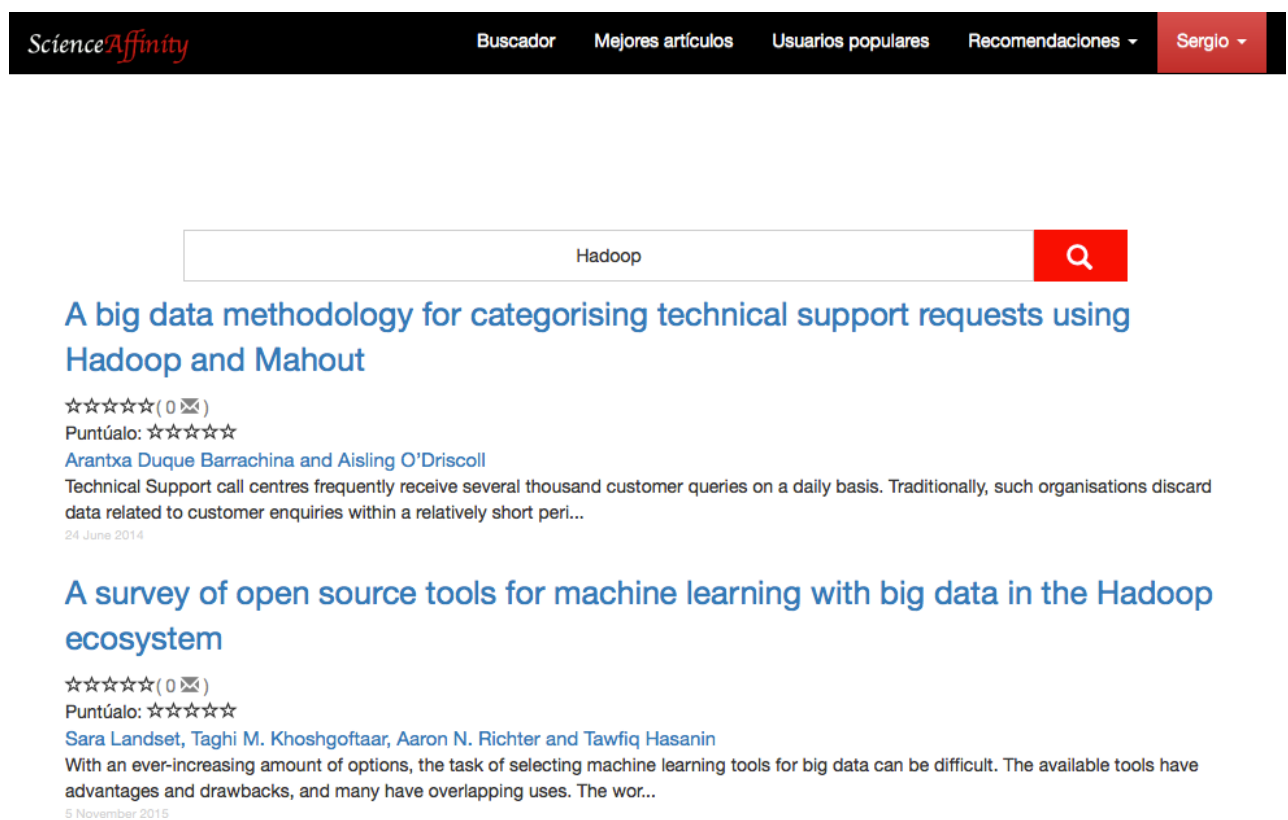 ScienceAffinity Buscador Mejores artículos Usuarios populares Recomendaciones Sergio
Hadoop
A big data methodology for categorising technical support requests using
Hadoop and Mahout
☆☆☆☆☆( 0 ✉ )
Puntúalo: ☆☆☆☆☆
Arantxa Duque Barrachina and Aisling O’Driscoll
Technical Support call centres frequently receive several thousand customer queries on a daily basis. Traditionally, such organisations discard
data related to customer enquiries within a relatively short peri...
24 June 2014
A survey of open source tools for machine learning with big data in the Hadoop
ecosystem
☆☆☆☆☆( 0 ✉ )
Puntúalo: ☆☆☆☆☆
Sara Landset, Taghi M. Khoshgoftaar, Aaron N. Richter and Tawfiq Hasanin
With an ever-increasing amount of options, the task of selecting machine learning tools for big data can be difficult. The available tools have
advantages and drawbacks, and many have overlapping uses. The wor...
5 November 2015